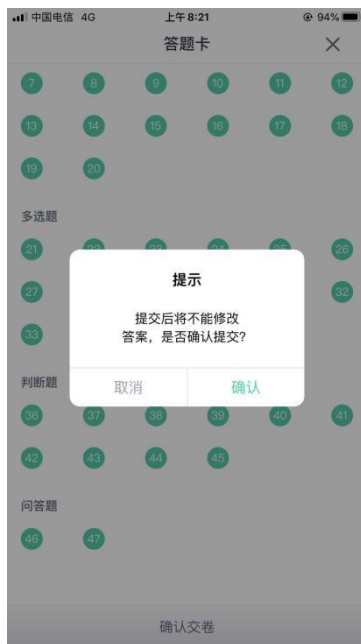 中国电信 4G 上午8:21 94%
答题卡
7 8 9 10 11 12
13 14 15 16 17 18
19 20
多选题
21 22 23 24 25 26
27 32
33
提示
提交后将不能修改
答案，是否确认提交?
取消 确认
判断题
36 37 38 39 40 41
42 43 44 45
问答题
46 47
确认交卷